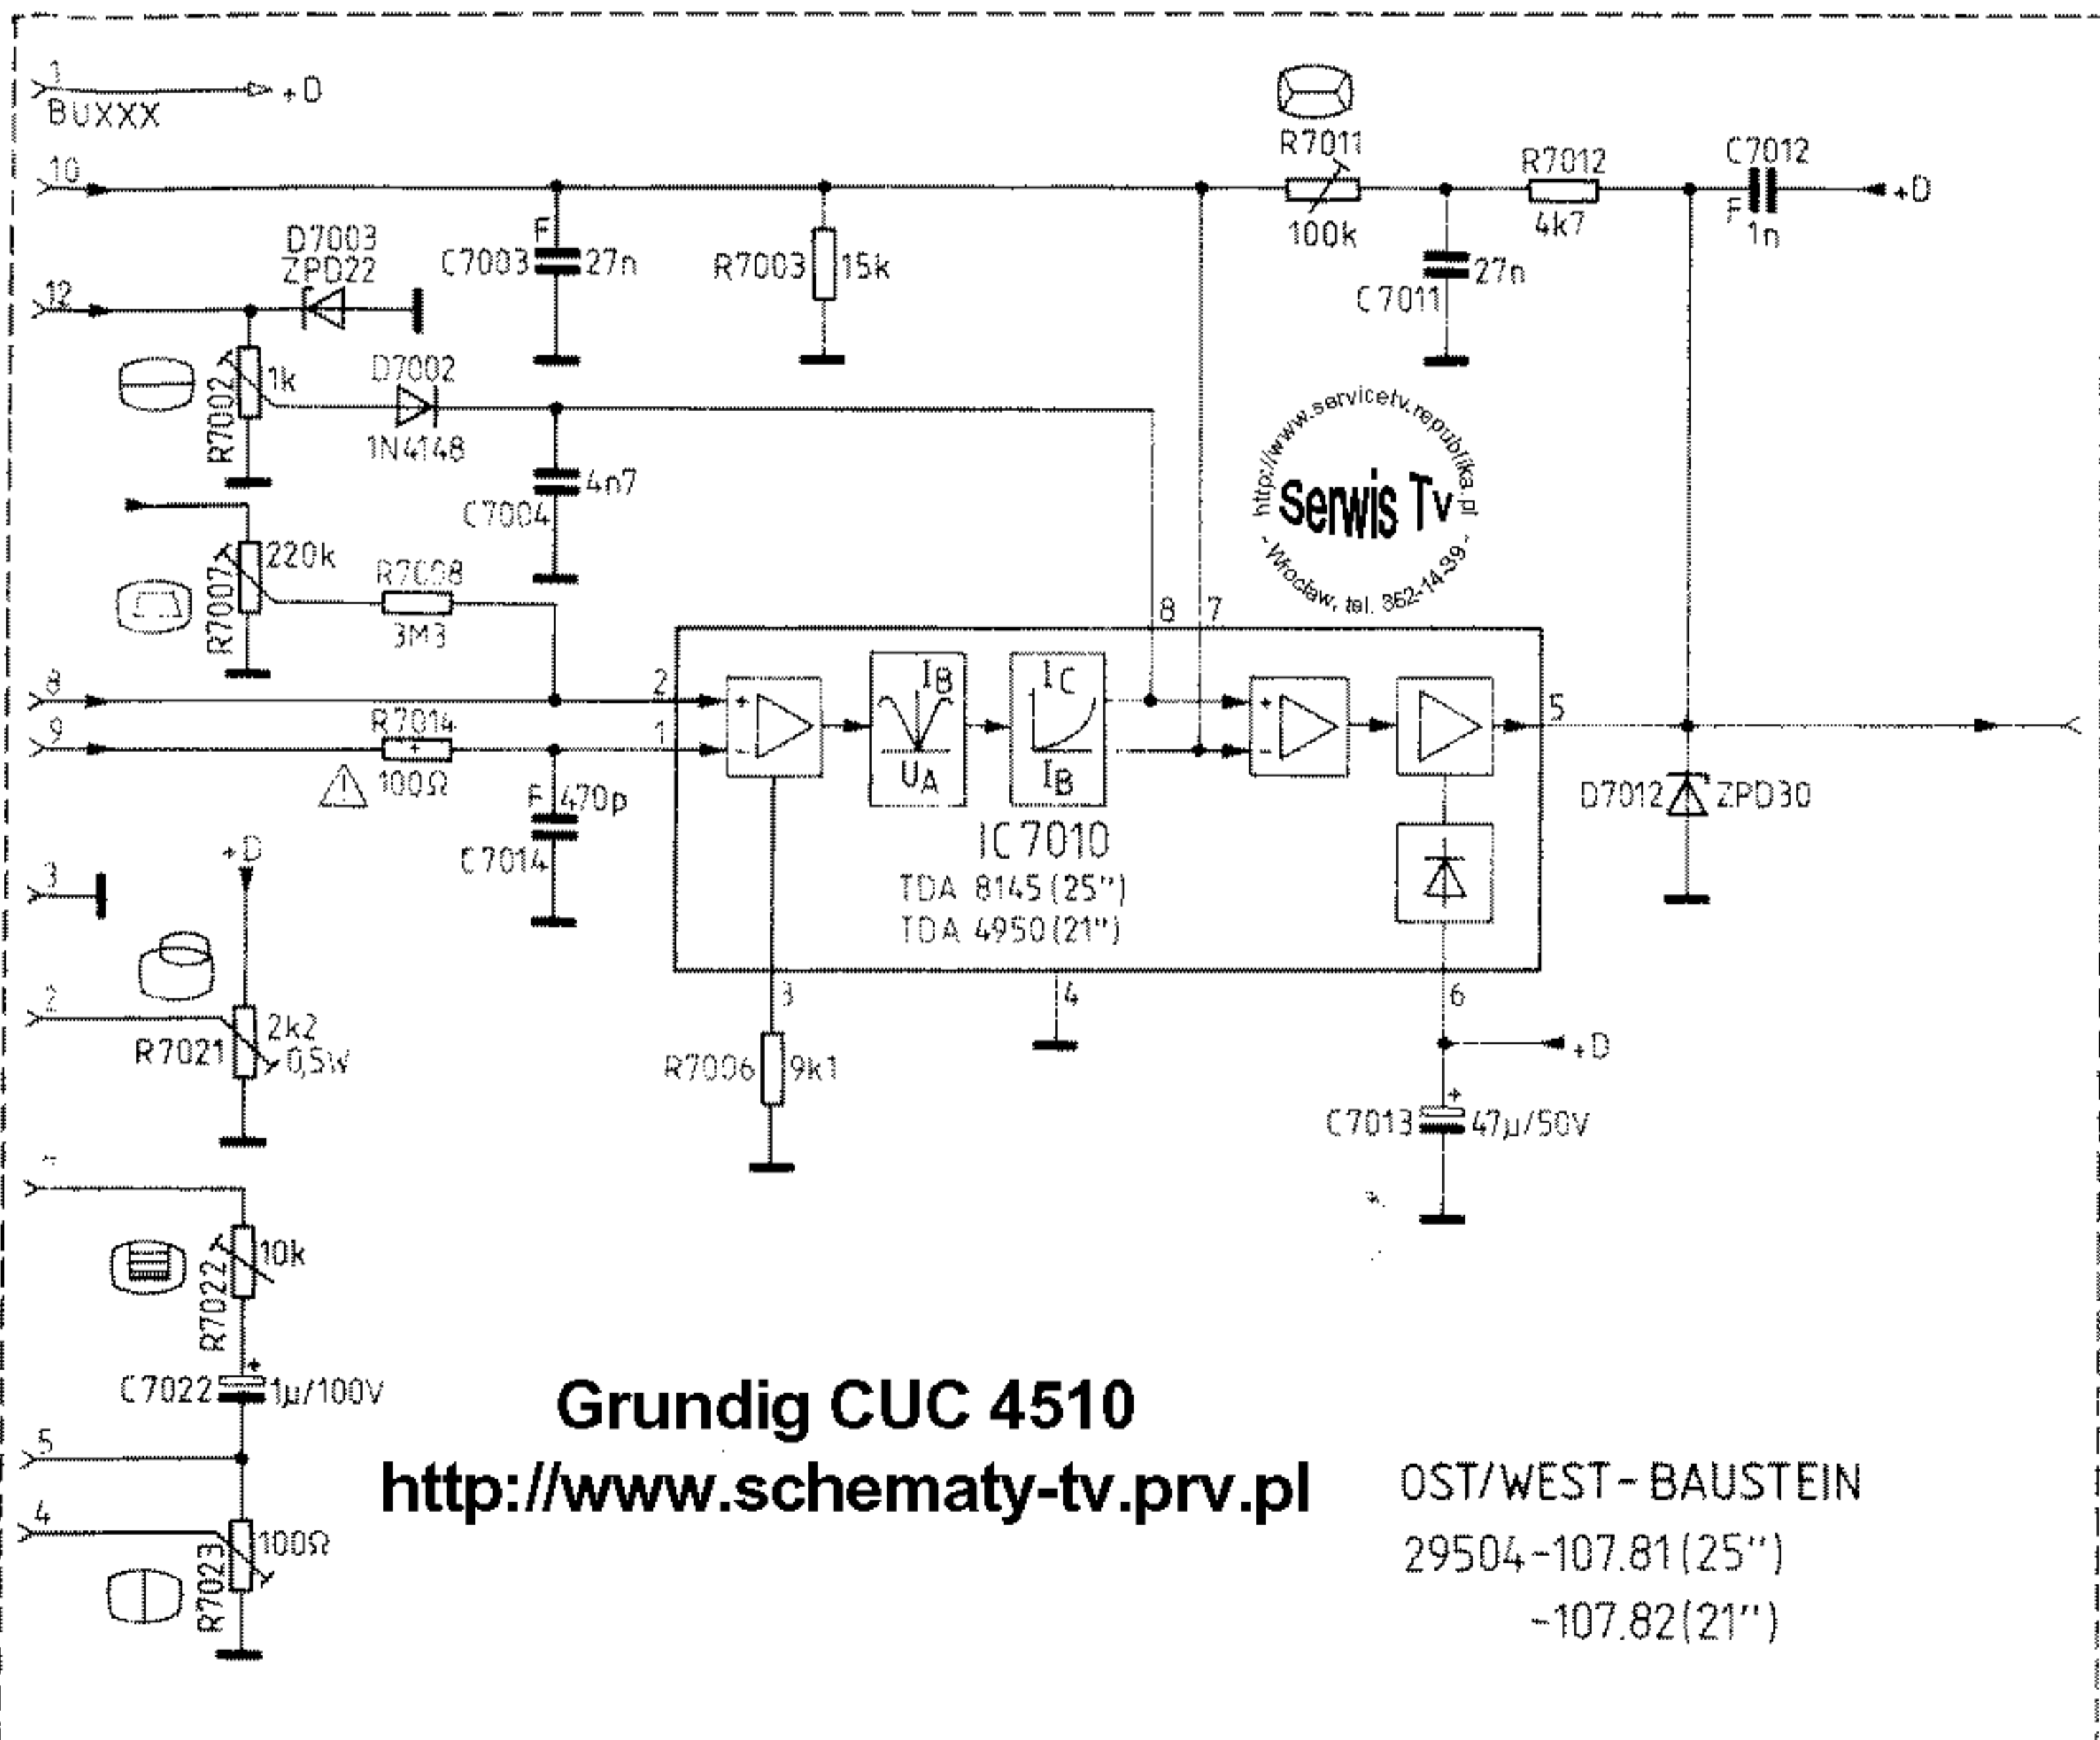 1
+D
BUXXX
10
R7011
100k
R7012
4k7
C7012
F
1n
+D
D7003
ZPD22
C7003
F
27n
R7003
15k
27n
C7011
12
R7002
1k
D7002
1N4148
C7004
4n7
http://www.servicetv.republika.pl
Serwis Tv
- Wrocław, tel. 362-14-39 -
R7007
220k
R7008
3M3
8
7
8
2
+
IB
UA
IC
IB
+
5
9
R7014
+
100Ω
1
-
-
F
470p
C7014
D7012
ZPD30
IC7010
TDA 8145(25")
TDA 4950(21")
3
+D
2
R7021
2k2
0,5W
3
4
6
R7006
9k1
+D
C7013
+
47µ/50V
R7022
10k
C7022
+
1µ/100V
5
4
R7023
100Ω
Grundig CUC 4510
http://www.schematy-tv.prv.pl
OST/WEST-BAUSTEIN
29504-107.81(25")
-107.82(21")